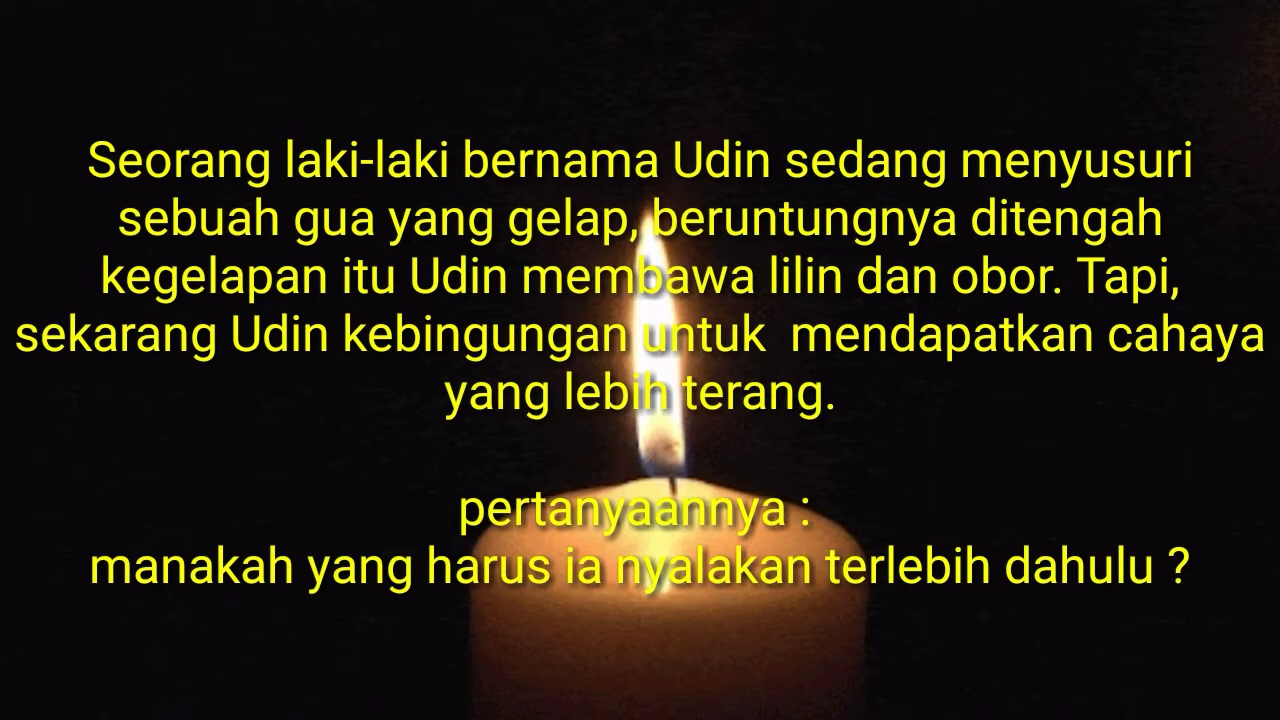 Seorang laki-laki bernama Udin sedang menyusuri
sebuah gua yang gelap, beruntungnya ditengah
kegelapan itu Udin membawa lilin dan obor. Tapi,
sekarang Udin kebingungan untuk  mendapatkan cahaya
yang lebih terang.
pertanyaannya :
manakah yang harus ia nyalakan terlebih dahulu ?